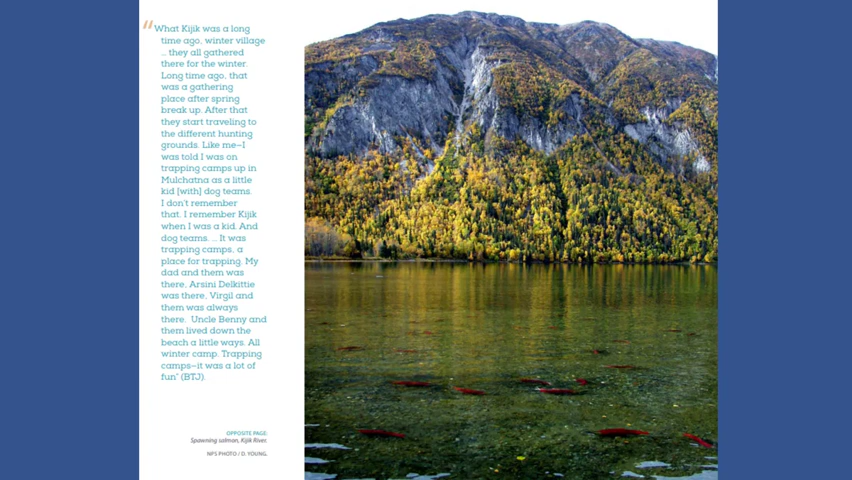 “What Kijik was a long
time ago, winter village
… they all gathered
there for the winter.
Long time ago, that
was a gathering
place after spring
break up. After that
they start traveling to
the different hunting
grounds. Like me—I
was told I was on
trapping camps up in
Mulchatna as a little
kid [with] dog teams.
I don't remember
that. I remember Kijik
when I was a kid. And
dog teams. … It was
trapping camps, a
place for trapping. My
dad and them was
there, Arsini Delkittie
was there, Virgil and
them was always
there. Uncle Benny and
them lived down the
beach a little ways. All
winter camp. Trapping
camps—it was a lot of
fun” (BTJ).
OPPOSITE PAGE:
Spawning salmon, Kijik River.
NPS PHOTO / D. YOUNG.